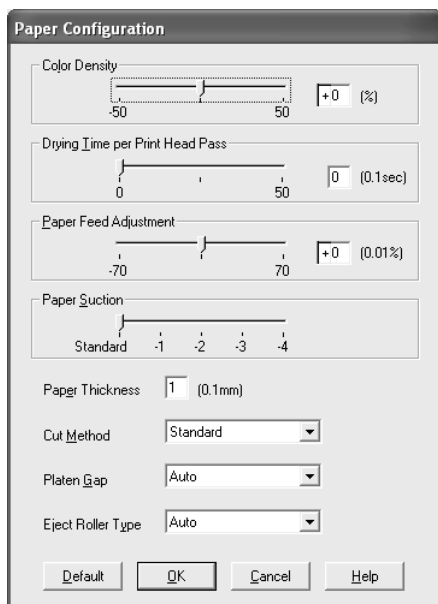 Paper Configuration
Color Density
-50 50 +0 (%)
Drying Time per Print Head Pass
0 50 0 (0.1sec)
Paper Feed Adjustment
-70 70 +0 (0.01%)
Paper Suction
Standard -1 -2 -3 -4
Paper Thickness 1 (0.1mm)
Cut Method Standard
Platen Gap Auto
Eject Roller Type Auto
Default OK Cancel Help